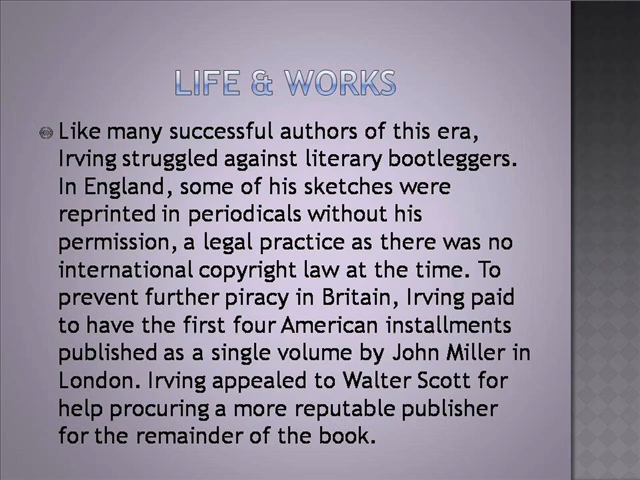 LIFE & WORKS
Like many successful authors of this era,
Irving struggled against literary bootleggers.
In England, some of his sketches were
reprinted in periodicals without his
permission, a legal practice as there was no
international copyright law at the time. To
prevent further piracy in Britain, Irving paid
to have the first four American installments
published as a single volume by John Miller in
London. Irving appealed to Walter Scott for
help procuring a more reputable publisher
for the remainder of the book.